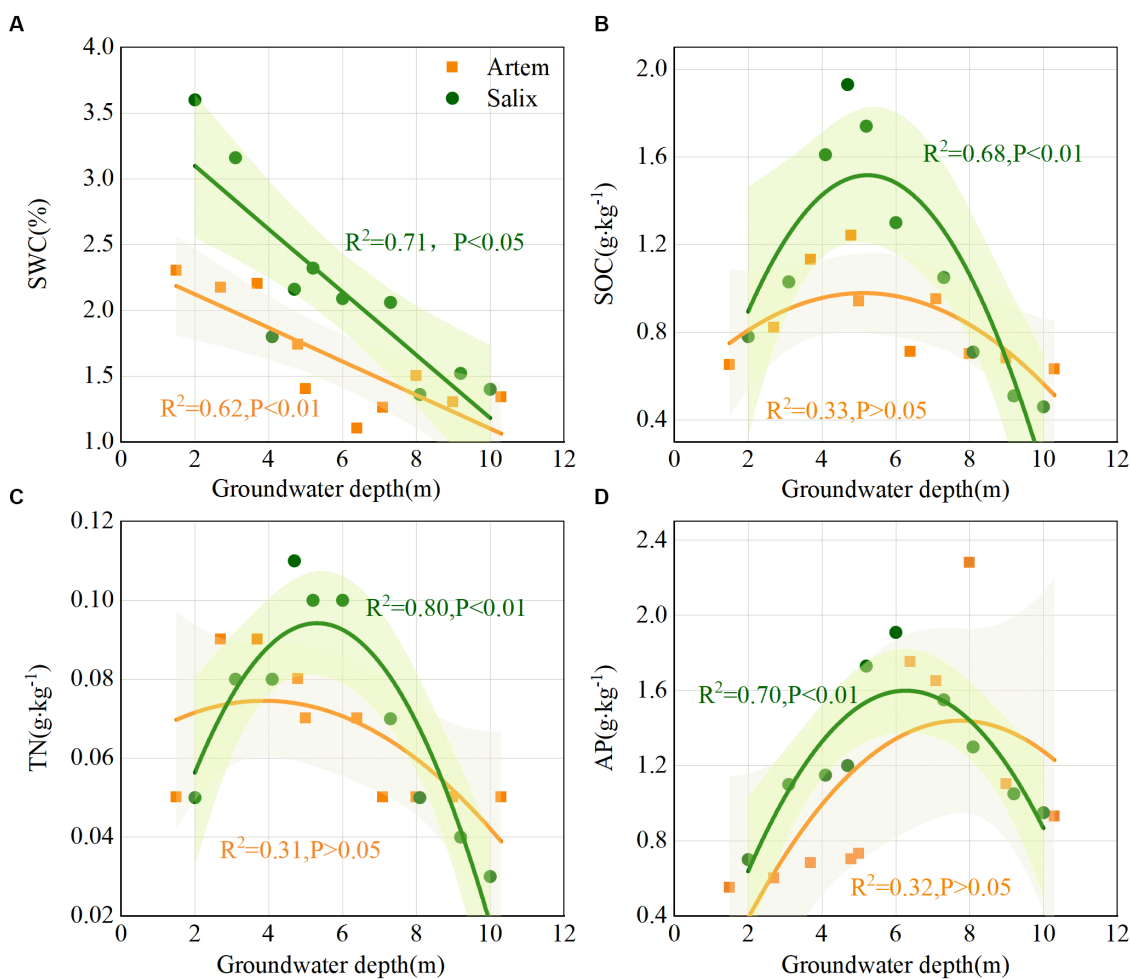 A
SWC(%)
4.0
3.5
3.0
2.5
2.0
1.5
1.0
Artem
Salix
R²=0.71， P<0.05
R²=0.62,P<0.01
0 2 4 6 8 10 12
Groundwater depth(m)
B
SOC(g·kg⁻¹)
2.0
1.6
1.2
0.8
0.4
R²=0.68,P<0.01
R²=0.33,P>0.05
0 2 4 6 8 10 12
Groundwater depth(m)
C
TN(g·kg⁻¹)
0.12
0.10
0.08
0.06
0.04
0.02
R²=0.80,P<0.01
R²=0.31,P>0.05
0 2 4 6 8 10 12
Groundwater depth(m)
D
AP(g·kg⁻¹)
2.4
2.0
1.6
1.2
0.8
0.4
R²=0.70,P<0.01
R²=0.32,P>0.05
0 2 4 6 8 10 12
Groundwater depth(m)